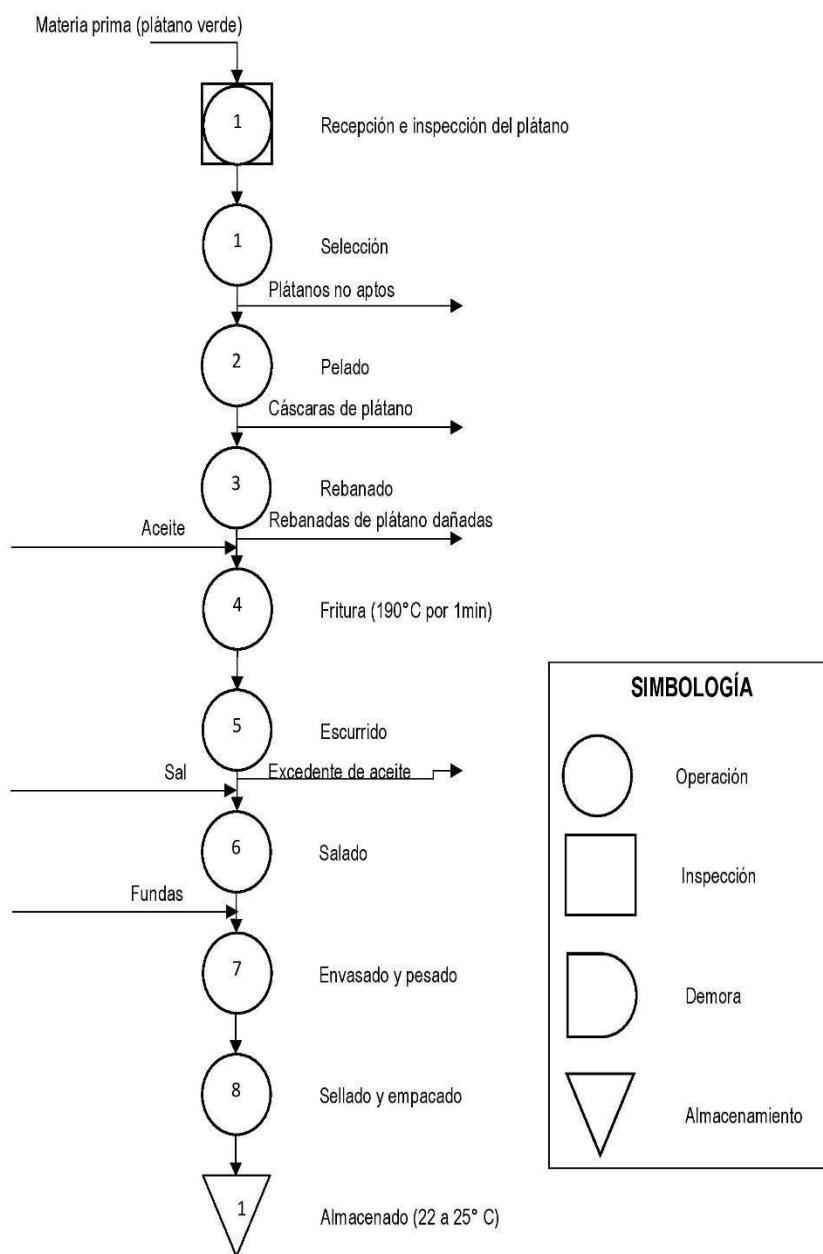 Materia prima (plátano verde)
1
Recepción e inspección del plátano
1
Selección
Plátanos no aptos
2
Pelado
Cáscaras de plátano
3
Rebanado
Rebanadas de plátano dañadas
Aceite
4
Fritura (190°C por 1min)
5
Escurrido
Excedente de aceite
Sal
6
Salado
Fundas
7
Envasado y pesado
8
Sellado y empacado
1
Almacenado (22 a 25° C)
SIMBOLOGÍA
Operación
Inspección
Demora
Almacenamiento